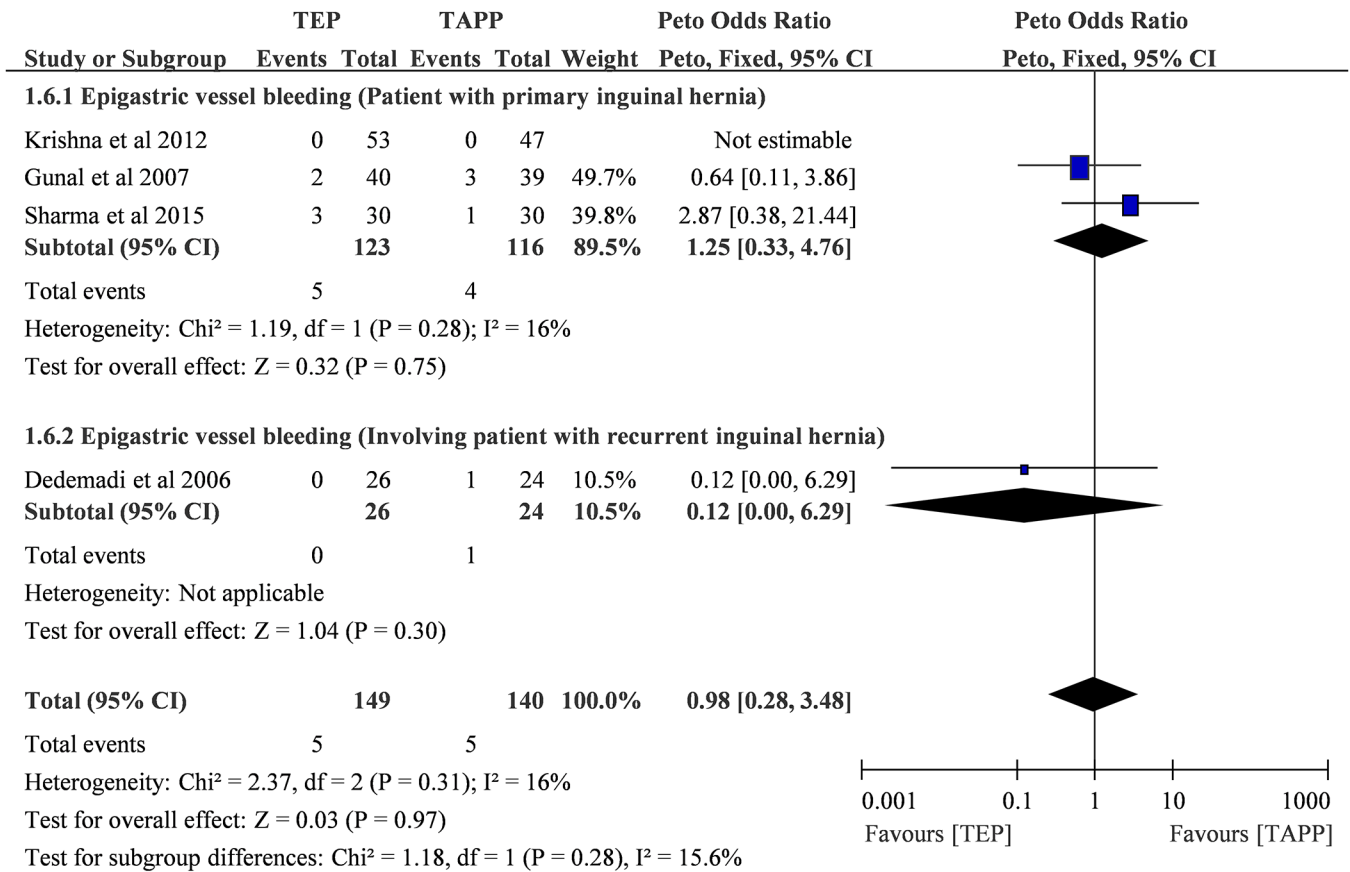 TEP TAPP Peto Odds Ratio Peto Odds Ratio
Study or Subgroup Events Total Events Total Weight Peto, Fixed, 95% CI Peto, Fixed, 95% CI
1.6.1 Epigastric vessel bleeding (Patient with primary inguinal hernia)
Krishna et al 2012 0 53 0 47 Not estimable
Gunal et al 2007 2 40 3 39 49.7% 0.64 [0.11, 3.86]
Sharma et al 2015 3 30 1 30 39.8% 2.87 [0.38, 21.44]
Subtotal (95% CI) 123 116 89.5% 1.25 [0.33, 4.76]
Total events 5 4
Heterogeneity: Chi² = 1.19, df = 1 (P = 0.28); I² = 16%
Test for overall effect: Z = 0.32 (P = 0.75)
1.6.2 Epigastric vessel bleeding (Involving patient with recurrent inguinal hernia)
Dedemadi et al 2006 0 26 1 24 10.5% 0.12 [0.00, 6.29]
Subtotal (95% CI) 26 24 10.5% 0.12 [0.00, 6.29]
Total events 0 1
Heterogeneity: Not applicable
Test for overall effect: Z = 1.04 (P = 0.30)
Total (95% CI) 149 140 100.0% 0.98 [0.28, 3.48]
Total events 5 5
Heterogeneity: Chi² = 2.37, df = 2 (P = 0.31); I² = 16%
Test for overall effect: Z = 0.03 (P = 0.97)
Test for subgroup differences: Chi² = 1.18, df = 1 (P = 0.28), I² = 15.6%
0.001 0.1 1 10 1000
Favours [TEP] Favours [TAPP]